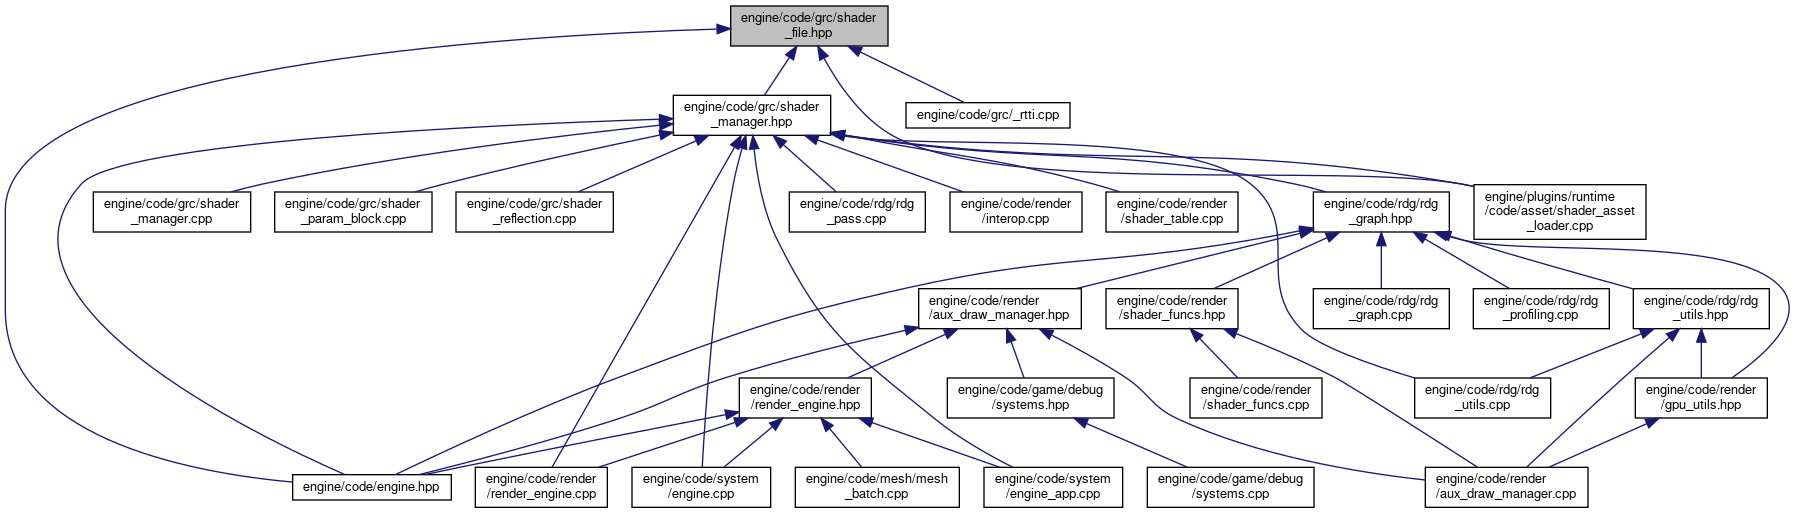 engine/code/grc/shader
_file.hpp
engine/code/grc/shader
_manager.hpp
engine/code/grc/_rtti.cpp
engine/code/grc/shader
_manager.cpp
engine/code/grc/shader
_param_block.cpp
engine/code/grc/shader
_reflection.cpp
engine/code/rdg/rdg
_pass.cpp
engine/code/render
/interop.cpp
engine/code/render
/shader_table.cpp
engine/code/rdg/rdg
_graph.hpp
engine/plugins/runtime
/code/asset/shader_asset
_loader.cpp
engine/code/render
/aux_draw_manager.hpp
engine/code/render
/shader_funcs.hpp
engine/code/rdg/rdg
_graph.cpp
engine/code/rdg/rdg
_profiling.cpp
engine/code/rdg/rdg
_utils.hpp
engine/code/render
/render_engine.hpp
engine/code/game/debug
/systems.hpp
engine/code/render
/shader_funcs.cpp
engine/code/rdg/rdg
_utils.cpp
engine/code/render
/gpu_utils.hpp
engine/code/engine.hpp
engine/code/render
/render_engine.cpp
engine/code/system
/engine.cpp
engine/code/mesh/mesh
_batch.cpp
engine/code/system
/engine_app.cpp
engine/code/game/debug
/systems.cpp
engine/code/render
/aux_draw_manager.cpp